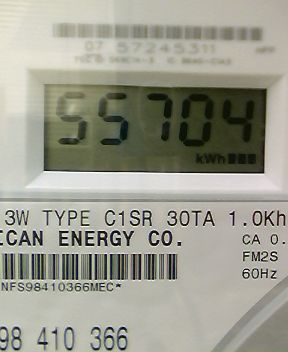 07 57245311
55704
kWh
3W TYPE C1SR 30TA 1.0Kh
ICAN ENERGY CO.
CA 0.
FM2S
60Hz
NFS98410366MEC*
98 410 366